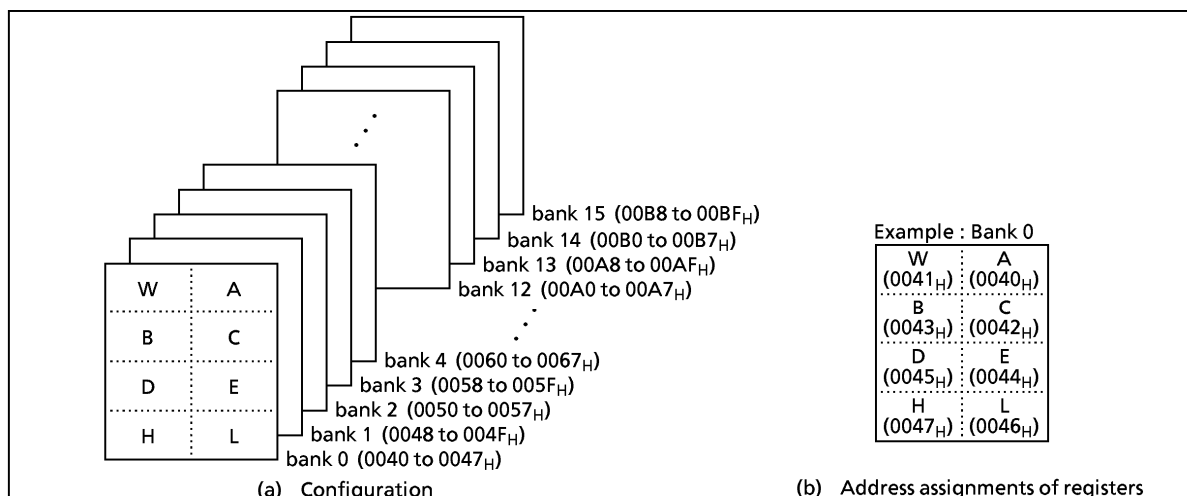 bank 15 (00B8 to 00BFH)
bank 14 (00B0 to 00B7H)
bank 13 (00A8 to 00AFH)
bank 12 (00A0 to 00A7H)
bank 4 (0060 to 0067H)
bank 3 (0058 to 005FH)
bank 2 (0050 to 0057H)
bank 1 (0048 to 004FH)
bank 0 (0040 to 0047H)
W A
B C
D E
H L
(a) Configuration
Example : Bank 0
W A
(0041H) (0040H)
B C
(0043H) (0042H)
D E
(0045H) (0044H)
H L
(0047H) (0046H)
(b) Address assignments of registers